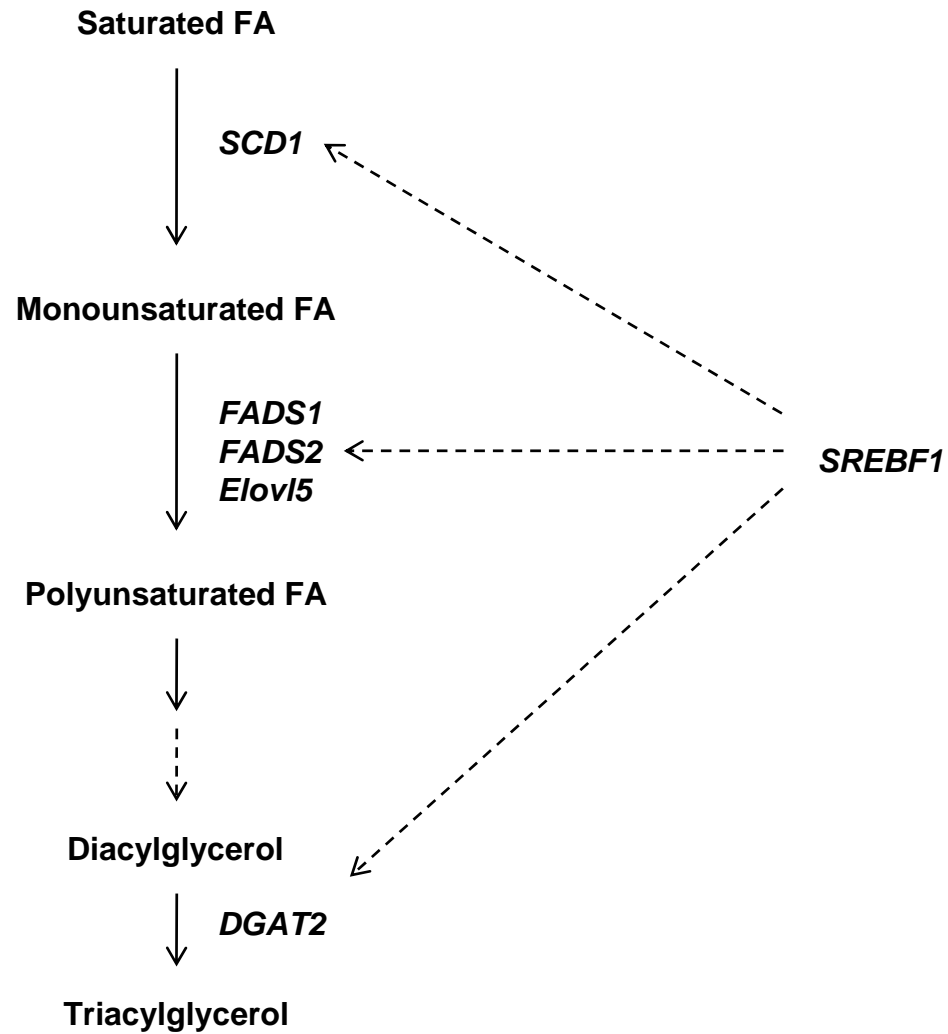 Saturated FA
SCD1
Monounsaturated FA
FADS1
FADS2
Elovl5
SREBF1
Polyunsaturated FA
Diacylglycerol
DGAT2
Triacylglycerol